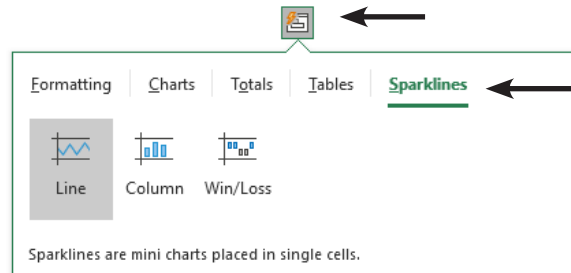 Formatting Charts Totals Tables Sparklines
Line Column Win/Loss
Sparklines are mini charts placed in single cells.